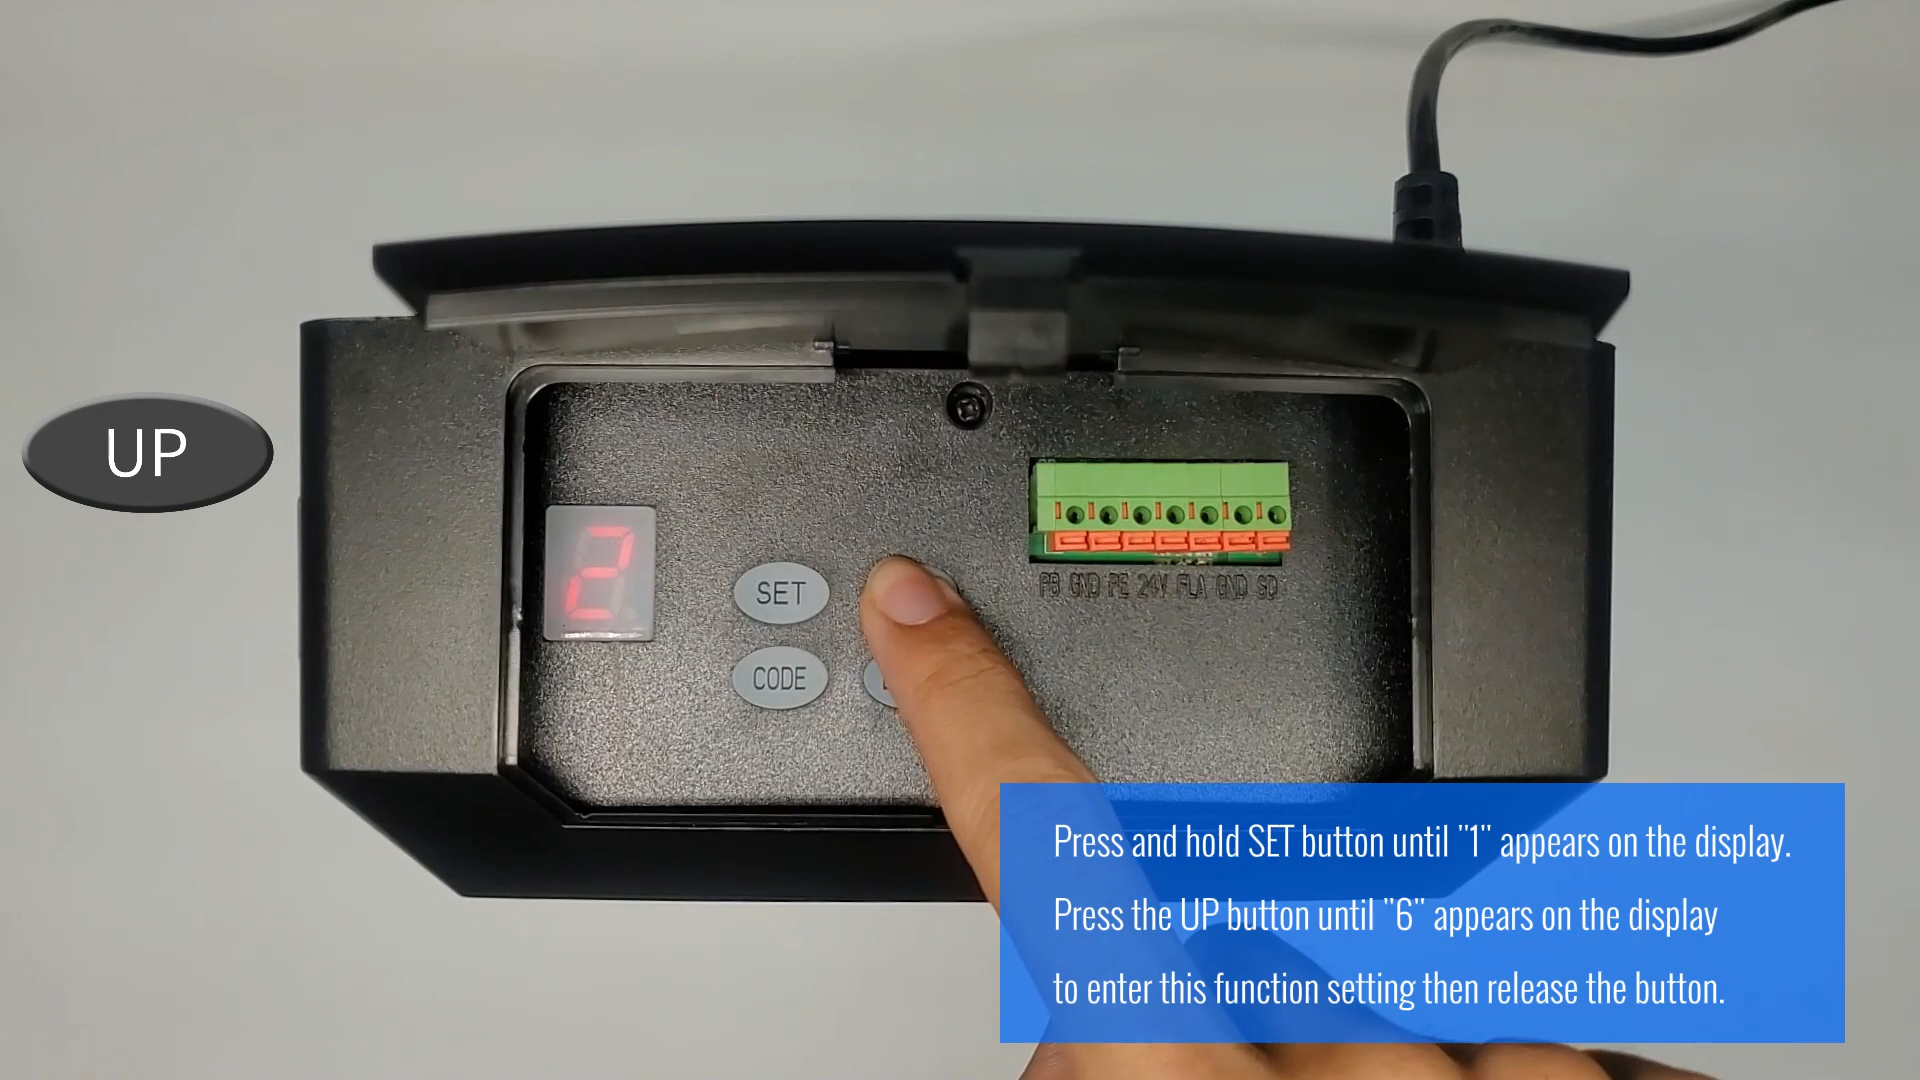 UP
2
SET
CODE
PB GND PE 24V FLA GND SD
Press and hold SET button until "1" appears on the display.
Press the UP button until "6" appears on the display
to enter this function setting then release the button.